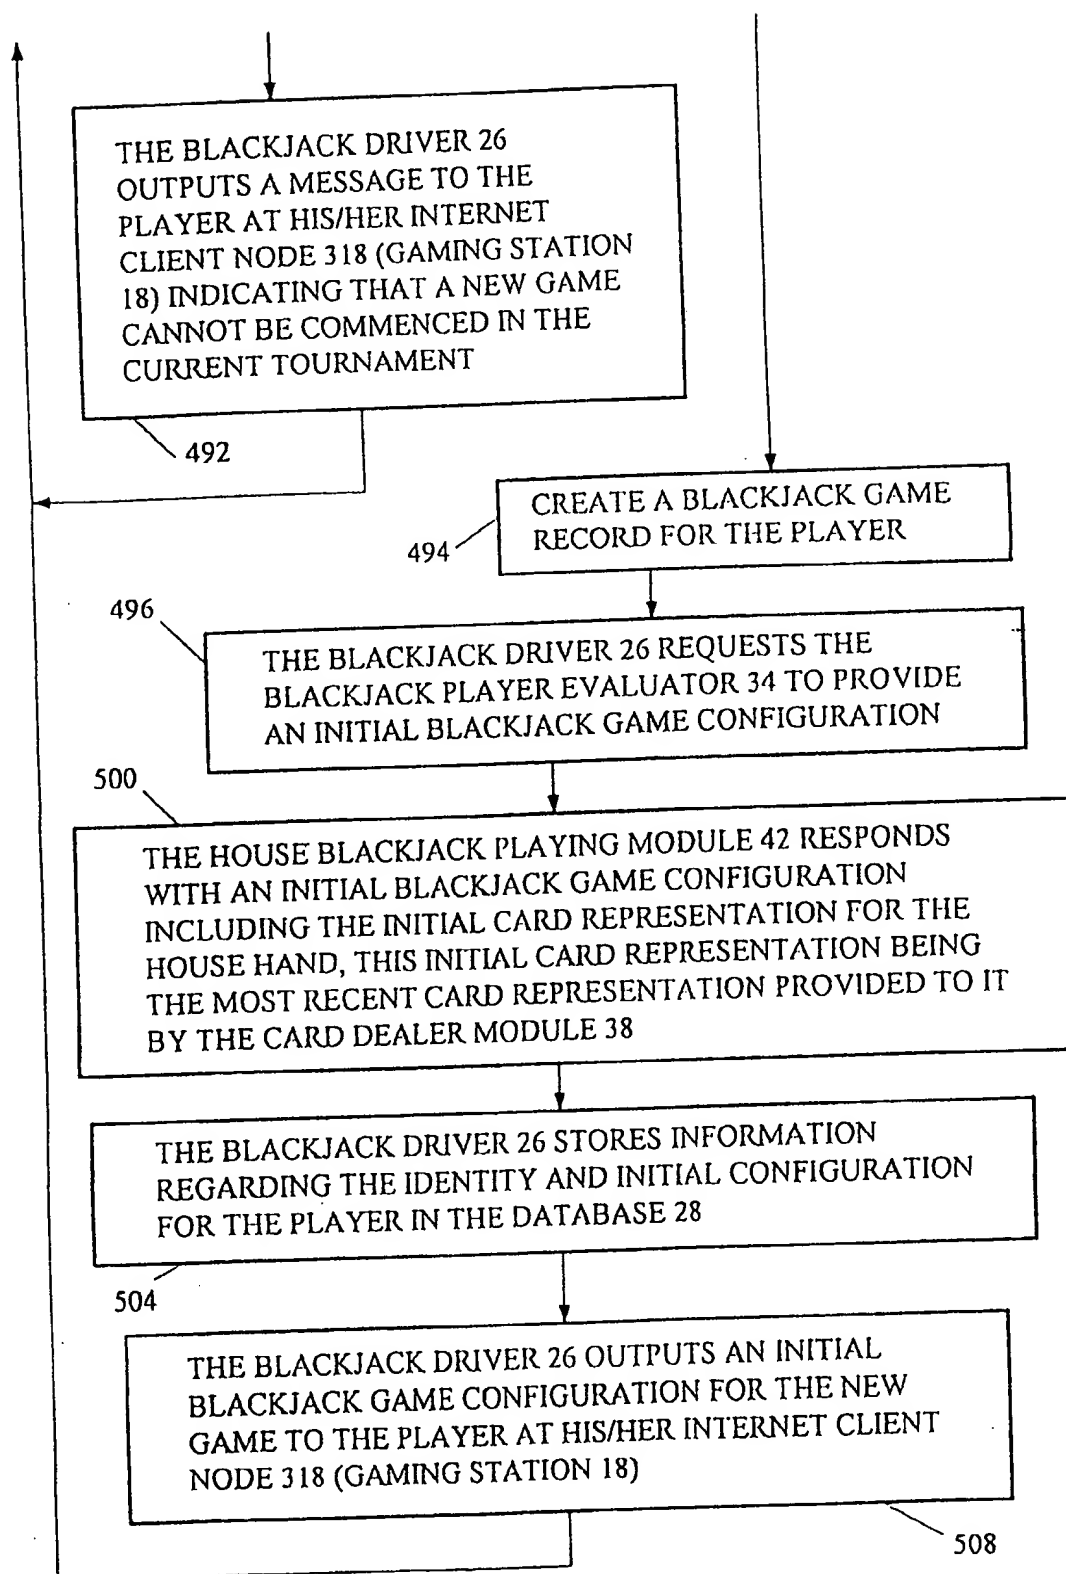 THE BLACKJACK DRIVER 26
OUTPUTS A MESSAGE TO THE
PLAYER AT HIS/HER INTERNET
CLIENT NODE 318 (GAMING STATION
18) INDICATING THAT A NEW GAME
CANNOT BE COMMENCED IN THE
CURRENT TOURNAMENT
492
CREATE A BLACKJACK GAME
RECORD FOR THE PLAYER
494
496
THE BLACKJACK DRIVER 26 REQUESTS THE
BLACKJACK PLAYER EVALUATOR 34 TO PROVIDE
AN INITIAL BLACKJACK GAME CONFIGURATION
500
THE HOUSE BLACKJACK PLAYING MODULE 42 RESPONDS
WITH AN INITIAL BLACKJACK GAME CONFIGURATION
INCLUDING THE INITIAL CARD REPRESENTATION FOR THE
HOUSE HAND, THIS INITIAL CARD REPRESENTATION BEING
THE MOST RECENT CARD REPRESENTATION PROVIDED TO IT
BY THE CARD DEALER MODULE 38
THE BLACKJACK DRIVER 26 STORES INFORMATION
REGARDING THE IDENTITY AND INITIAL CONFIGURATION
FOR THE PLAYER IN THE DATABASE 28
504
THE BLACKJACK DRIVER 26 OUTPUTS AN INITIAL
BLACKJACK GAME CONFIGURATION FOR THE NEW
GAME TO THE PLAYER AT HIS/HER INTERNET CLIENT
NODE 318 (GAMING STATION 18)
508